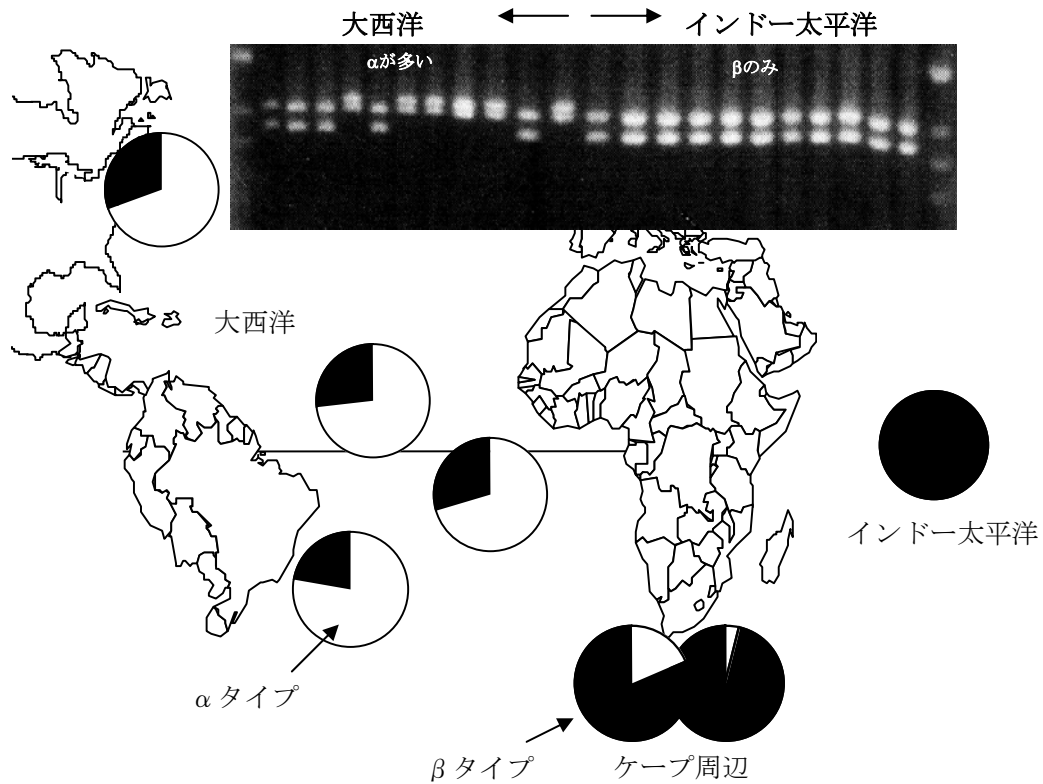 大西洋
インドー太平洋
αが多い
βのみ
大西洋
インドー太平洋
αタイプ
βタイプ
ケープ周辺